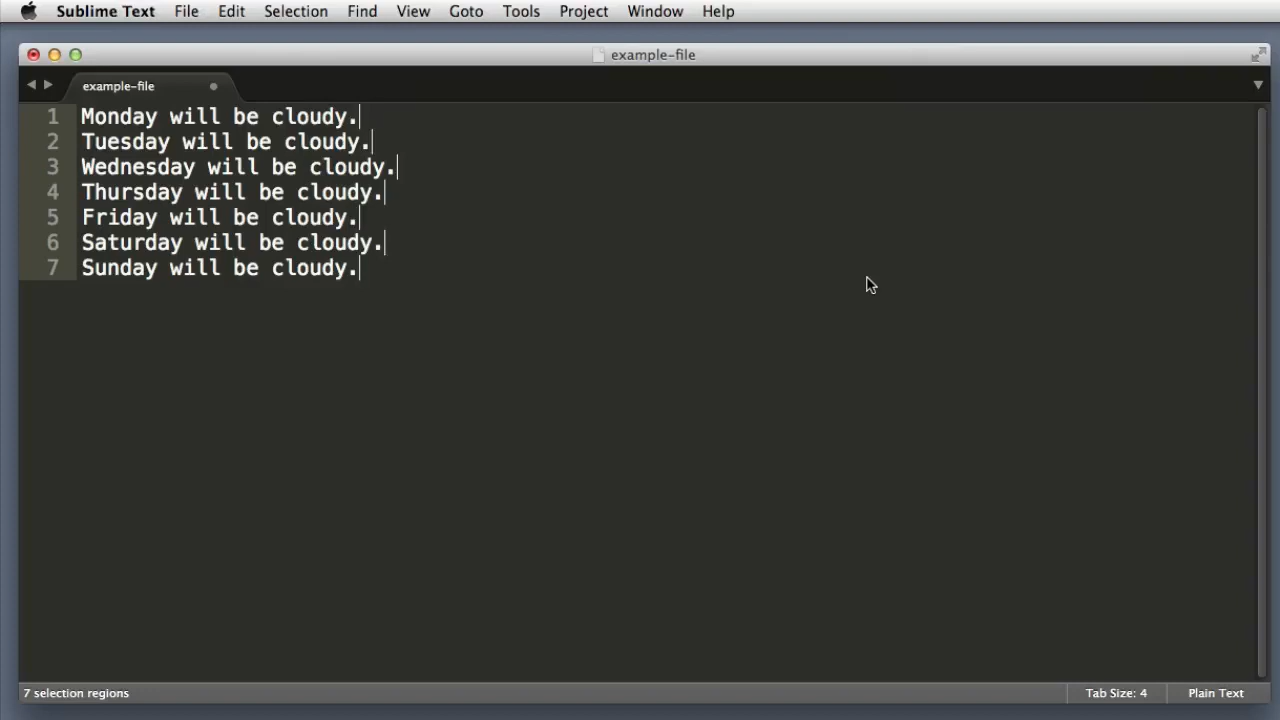 Sublime Text File Edit Selection Find View Goto Tools Project Window Help
example-file
example-file
1 Monday will be cloudy.
2 Tuesday will be cloudy.
3 Wednesday will be cloudy.
4 Thursday will be cloudy.
5 Friday will be cloudy.
6 Saturday will be cloudy.
7 Sunday will be cloudy.
7 selection regions Tab Size: 4 Plain Text